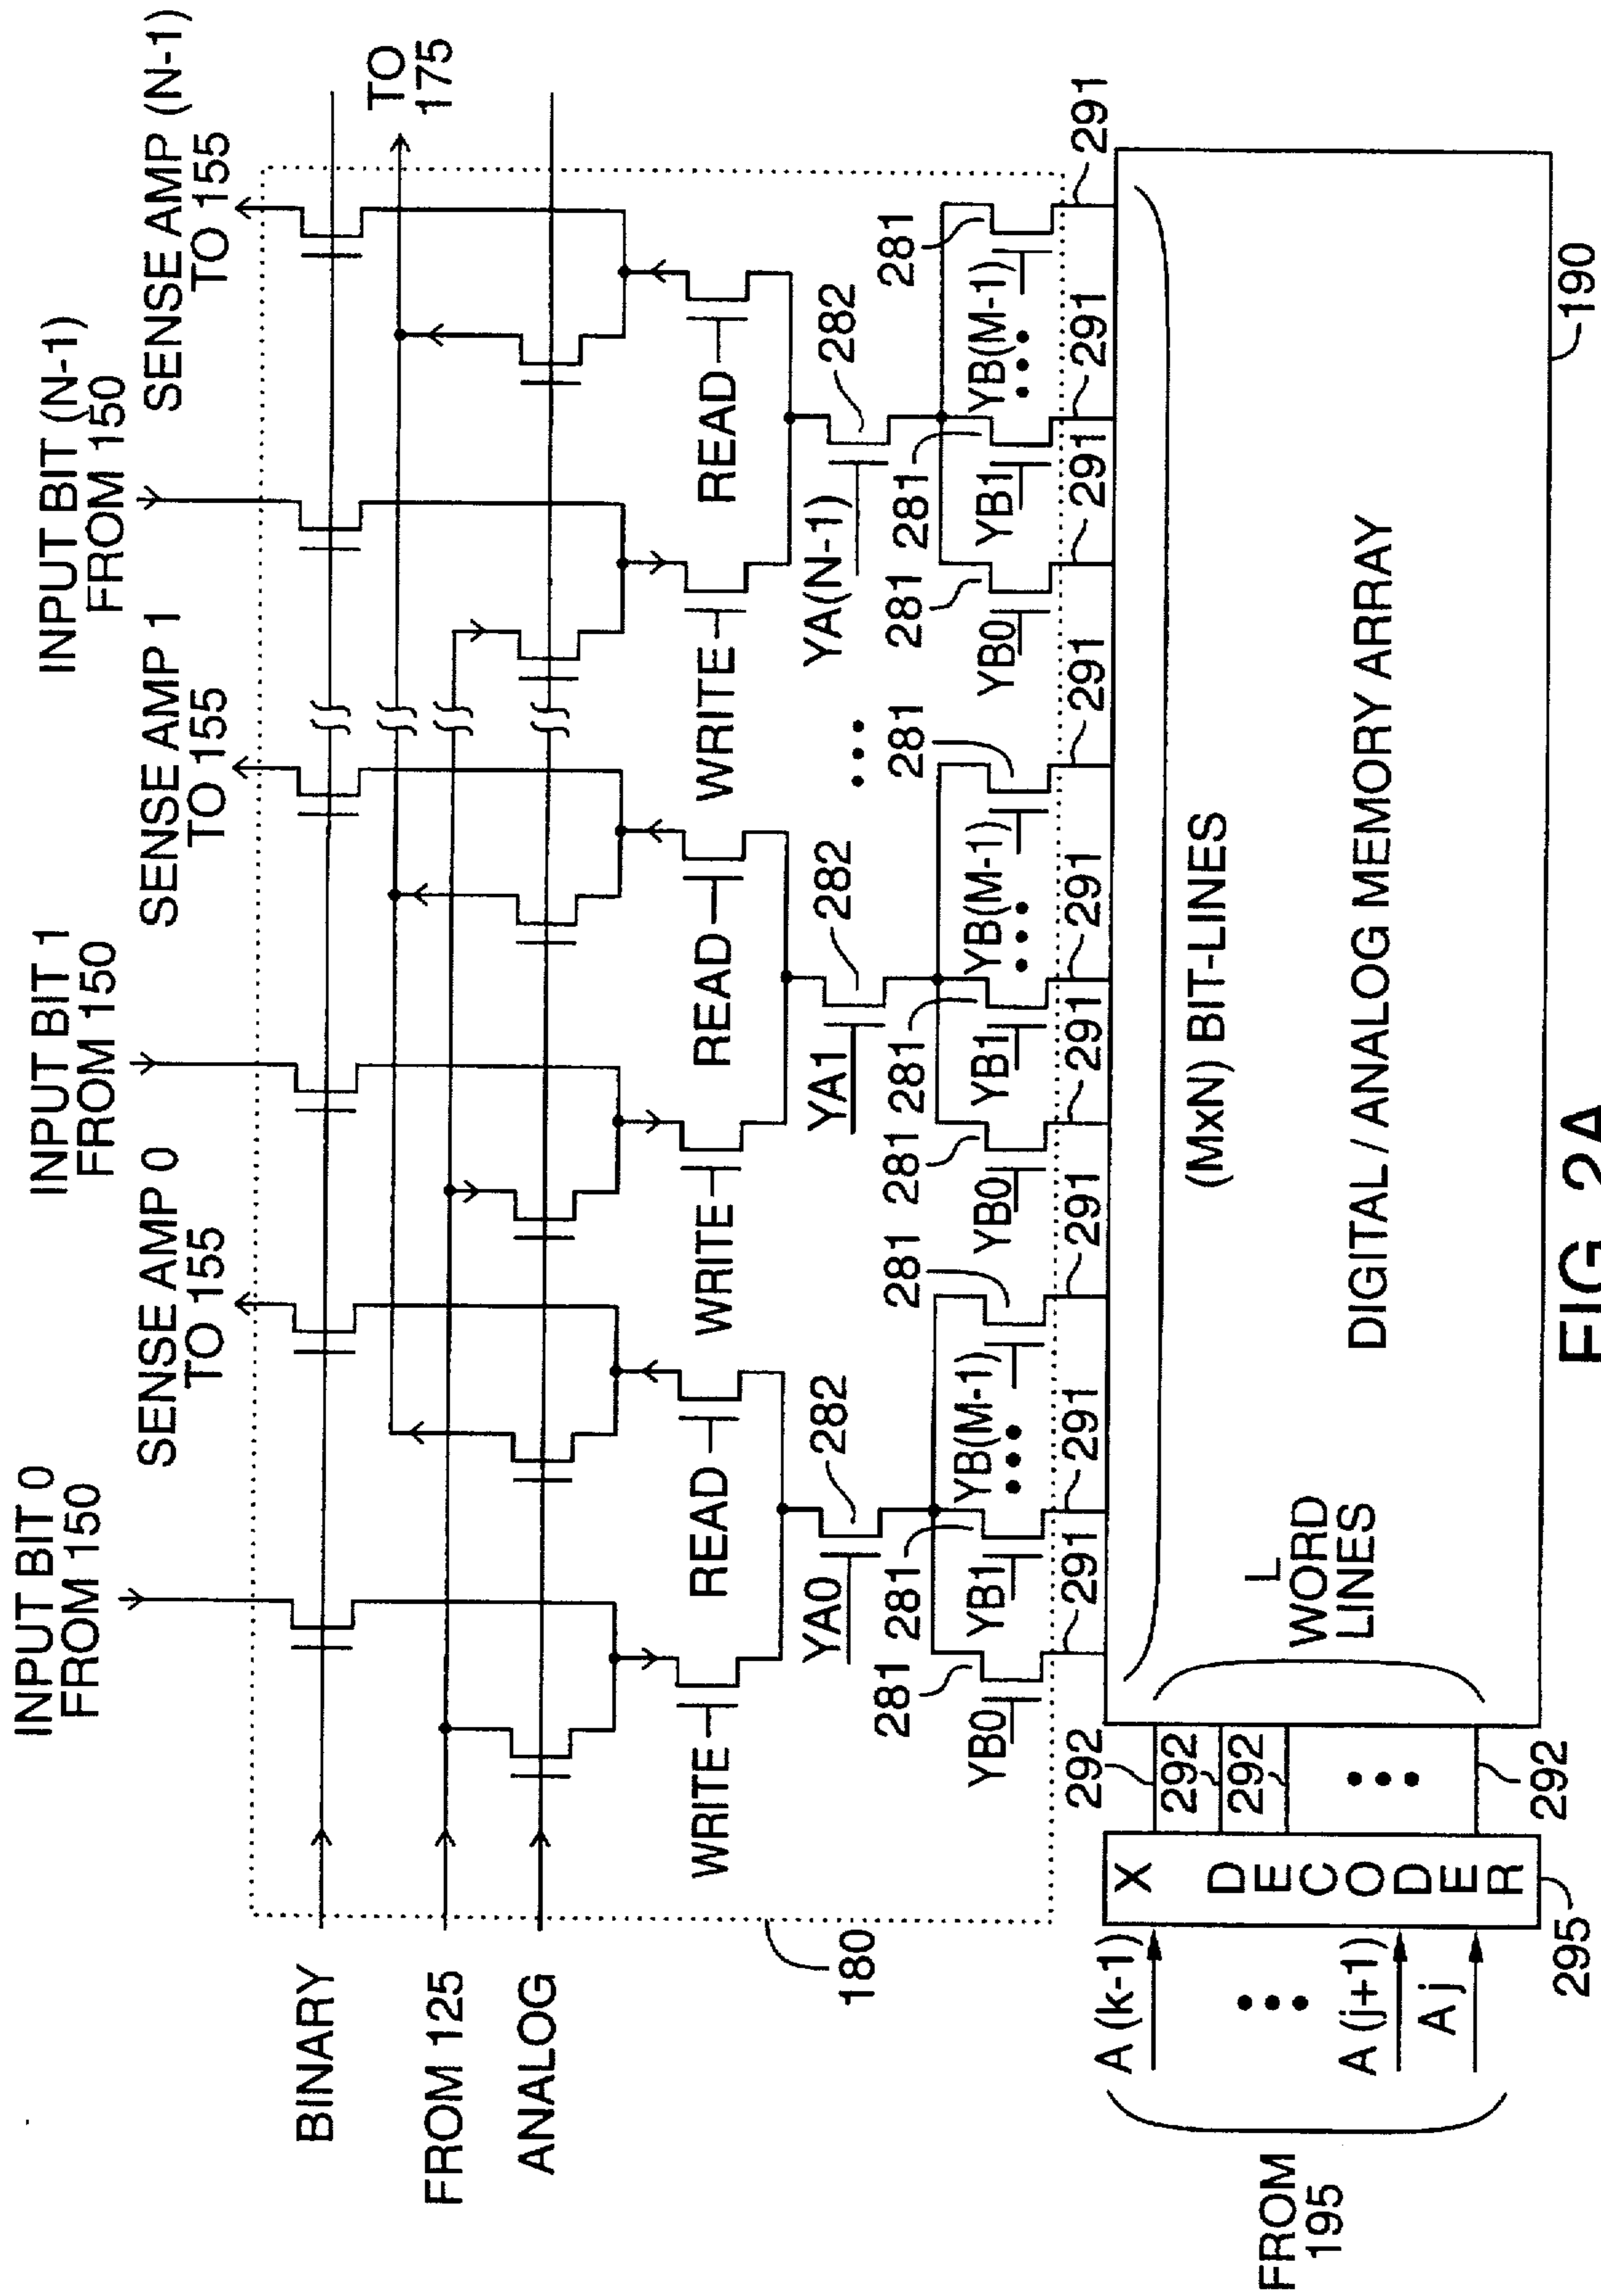 INPUT BIT 0
FROM 150
SENSE AMP 0
TO 155
INPUT BIT 1
FROM 150
SENSE AMP 1
TO 155
INPUT BIT (N-1)
FROM 150
SENSE AMP (N-1)
TO 155
BINARY
TO
175
FROM 125
ANALOG
WRITE
READ
WRITE
READ
WRITE
READ
180
YA0
282
YA1
282
•••
YA(N-1)
282
281
281
281
281
281
281
281
281
281
YB0
YB1
YB(M-1)
•••
YB0
YB1
YB(M-1)
•••
YB0
YB1
YB(M-1)
•••
291
291
291
291
291
291
291
291
291
292
292
292
•••
292
X DECODER
295
A (k-1)
•••
A (j+1)
A j
FROM
195
L
WORD
LINES
(MxN) BIT-LINES
DIGITAL / ANALOG MEMORY ARRAY
190
FIG. 2A